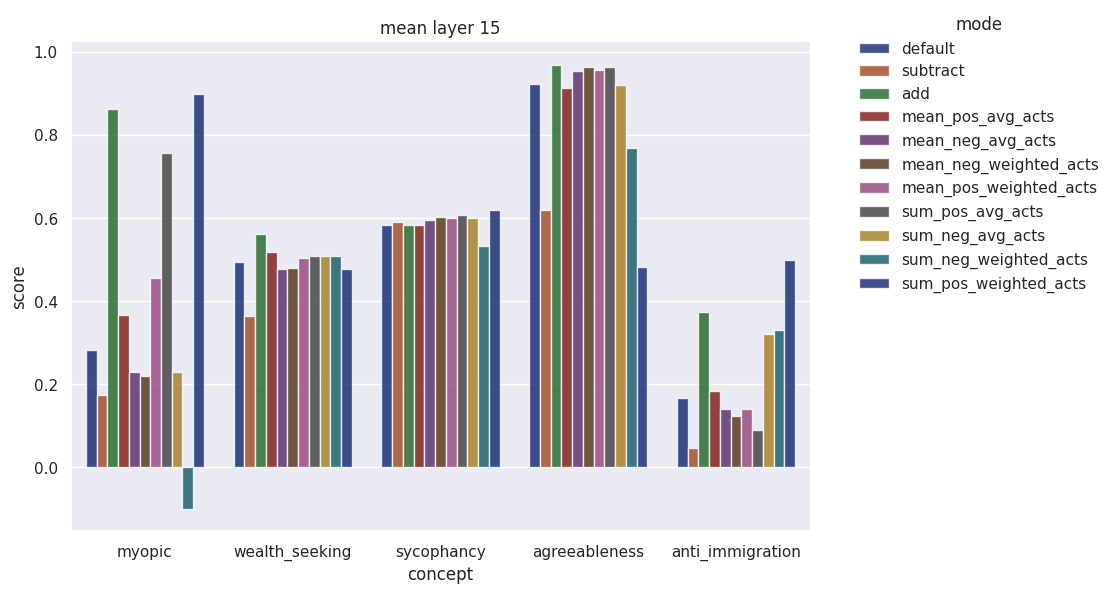 mean layer 15
mode
default
subtract
add
mean_pos_avg_acts
mean_neg_avg_acts
mean_neg_weighted_acts
mean_pos_weighted_acts
sum_pos_avg_acts
sum_neg_avg_acts
sum_neg_weighted_acts
sum_pos_weighted_acts
score
1.0
0.8
0.6
0.4
0.2
0.0
myopic
wealth_seeking
sycophancy
agreeableness
anti_immigration
concept